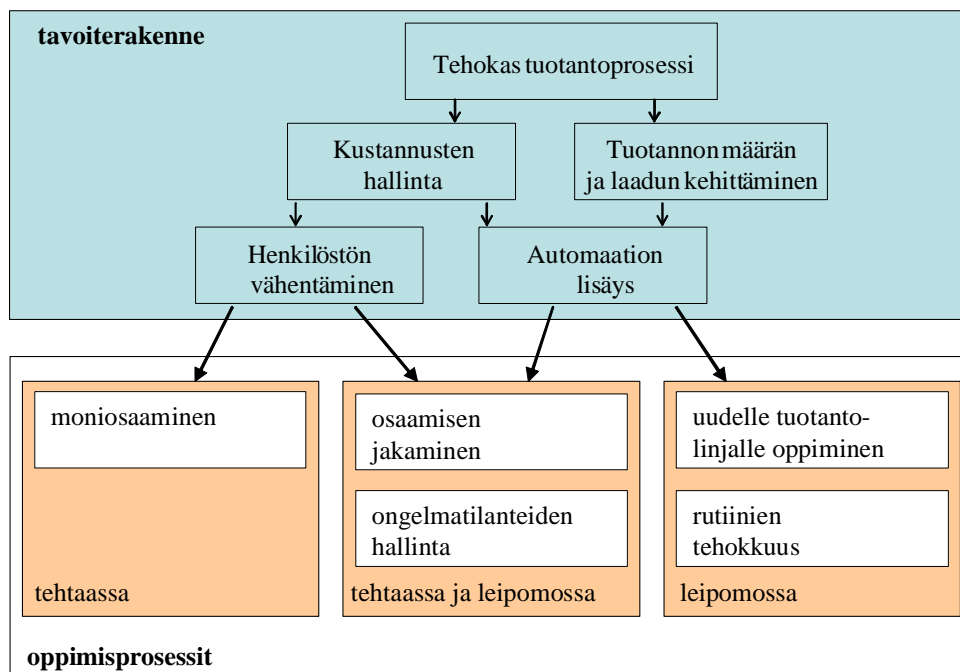 tavoiterakenne
Tehokas tuotantoprosessi
Kustannusten
hallinta
Tuotannon määrän
ja laadun kehittäminen
Henkilöstön
vähentäminen
Automaation
lisäys
moniosaaminen
tehtaassa
osaamisen
jakaminen
ongelmatilanteiden
hallinta
tehtaassa ja leipomossa
uudelle tuotanto-
linjalle oppiminen
rutiinien
tehokkuus
leipomossa
oppimisprosessit